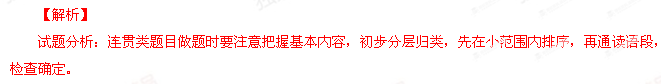 【解析】
试题分析：连贯类题目做题时要注意把握基本内容，初步分层归类，先在小范围内排序，再通读语段，
检查确定。